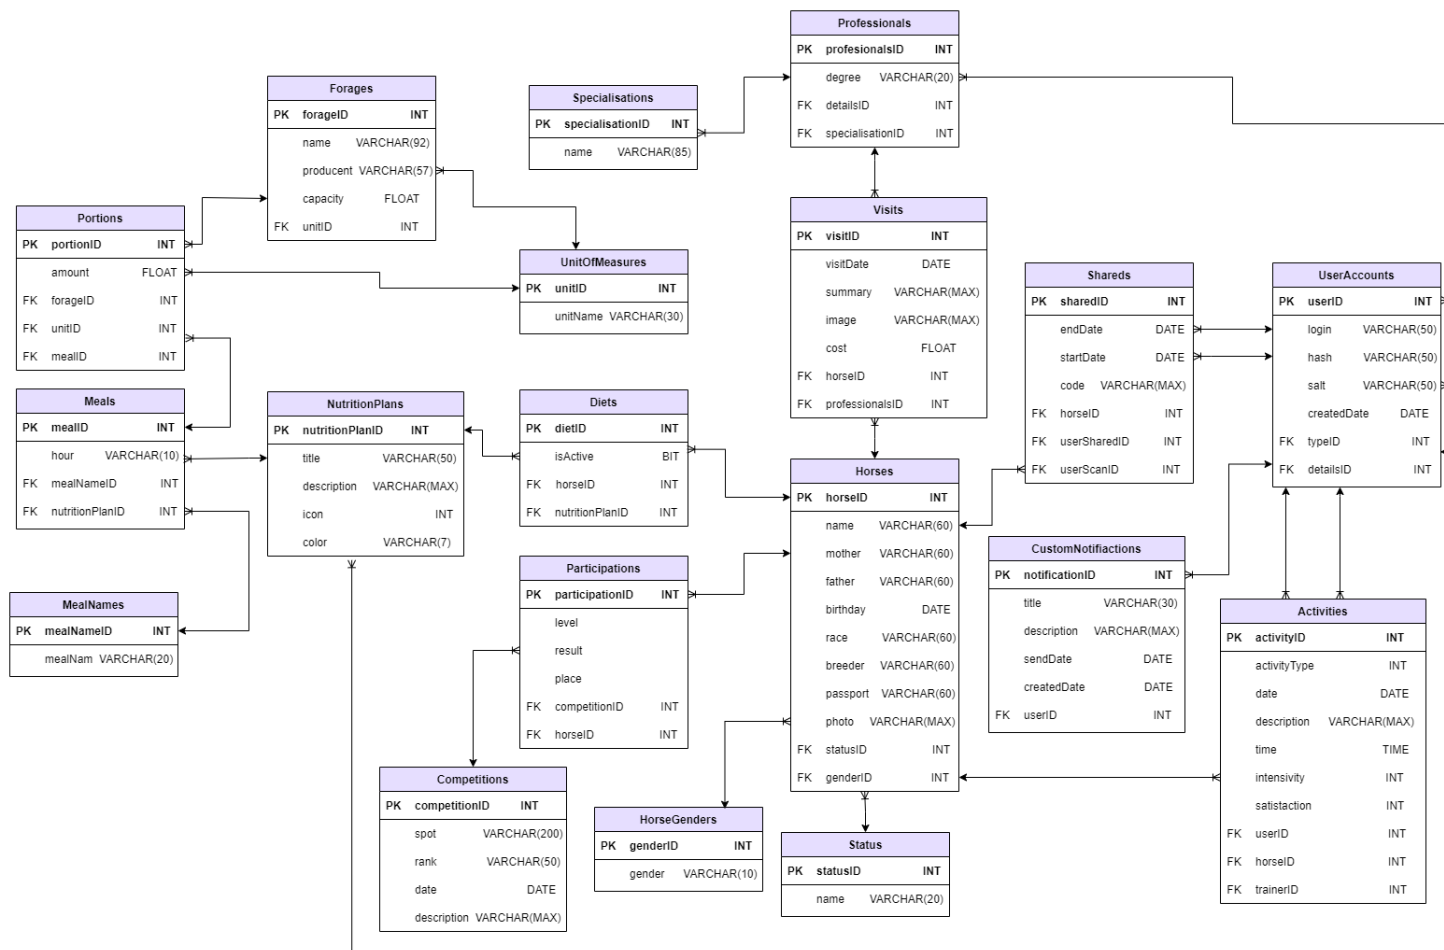 Professionals
PK profesionalsID INT
degree VARCHAR(20)
FK detailsID INT
FK specialisationID INT
Forages
PK forageID INT
name VARCHAR(92)
producent VARCHAR(57)
capacity FLOAT
FK unitID INT
Specialisations
PK specialisationID INT
name VARCHAR(85)
Portions
PK portionID INT
amount FLOAT
FK forageID INT
FK unitID INT
FK mealID INT
UnitOfMeasures
PK unitID INT
unitName VARCHAR(30)
Visits
PK visitID INT
visitDate DATE
summary VARCHAR(MAX)
image VARCHAR(MAX)
cost FLOAT
FK horseID INT
FK professionalsID INT
Shareds
PK sharedID INT
endDate DATE
startDate DATE
code VARCHAR(MAX)
FK horseID INT
FK userSharedID INT
FK userScanID INT
UserAccounts
PK userID INT
login VARCHAR(50)
hash VARCHAR(50)
salt VARCHAR(50)
createdDate DATE
FK typeID INT
FK detailsID INT
Meals
PK mealID INT
hour VARCHAR(10)
FK mealNameID INT
FK nutritionPlanID INT
NutritionPlans
PK nutritionPlanID INT
title VARCHAR(50)
description VARCHAR(MAX)
icon INT
color VARCHAR(7)
Diets
PK dietID INT
isActive BIT
FK horseID INT
FK nutritionPlanID INT
Horses
PK horseID INT
name VARCHAR(60)
mother VARCHAR(60)
father VARCHAR(60)
birthday DATE
race VARCHAR(60)
breeder VARCHAR(60)
passport VARCHAR(60)
photo VARCHAR(MAX)
FK statusID INT
FK genderID INT
CustomNotifiactions
PK notificationID INT
title VARCHAR(30)
description VARCHAR(MAX)
sendDate DATE
createdDate DATE
FK userID INT
MealNames
PK mealNameID INT
mealNam VARCHAR(20)
Participations
PK participationID INT
level
result
place
FK competitionID INT
FK horseID INT
Activities
PK activityID INT
activityType INT
date DATE
description VARCHAR(MAX)
time TIME
intensivity INT
satistaction INT
FK userID INT
FK horseID INT
FK trainerID INT
Competitions
PK competitionID INT
spot VARCHAR(200)
rank VARCHAR(50)
date DATE
description VARCHAR(MAX)
HorseGenders
PK genderID INT
gender VARCHAR(10)
Status
PK statusID INT
name VARCHAR(20)